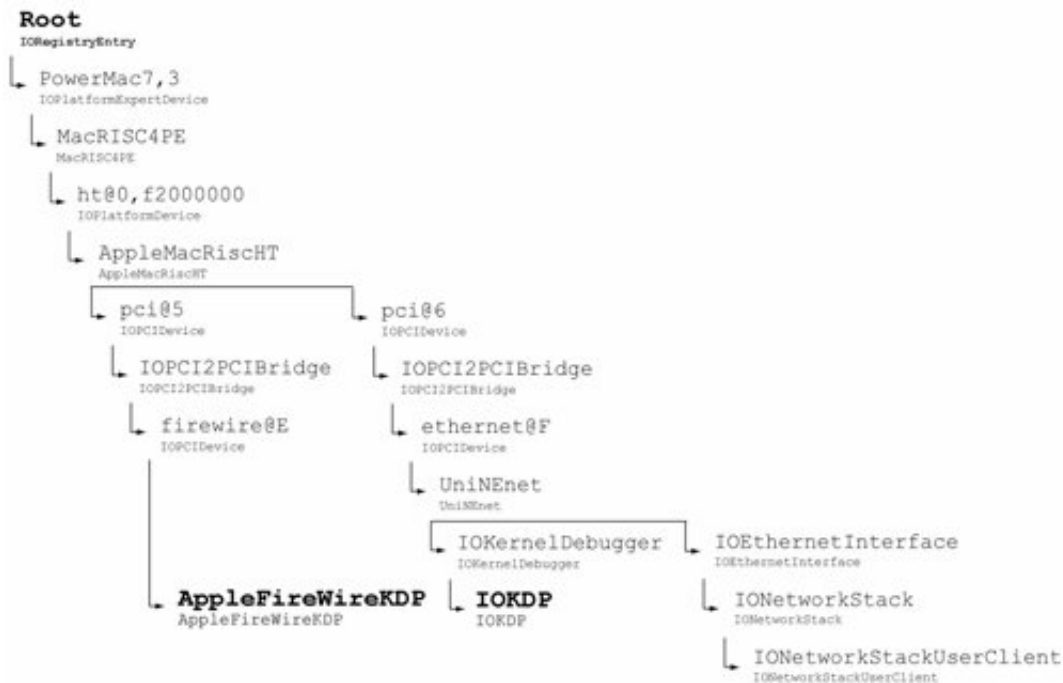 Root
IORegistryEntry
PowerMac7,3
IOPlatformExpertDevice
MacRISC4PE
MacRISC4PE
ht@0,f2000000
IOPlatformDevice
AppleMacRiscHT
AppleMacRiscHT
pci@5 pci@6
IOPCIDevice IOPCIDevice
IOPCI2PCIBridge IOPCI2PCIBridge
IOPCI2PCIBridge IOPCI2PCIBridge
firewire@E ethernet@F
IOPCIDevice IOPCIDevice
UniNEnet
UniNEnet
IOKernelDebugger IOEthernetInterface
IOKernelDebugger IOEthernetInterface
AppleFireWireKDP IOKDP IONetworkStack
AppleFireWireKDP IOKDP IONetworkStack
IONetworkStackUserClient
IONetworkStackUserClient